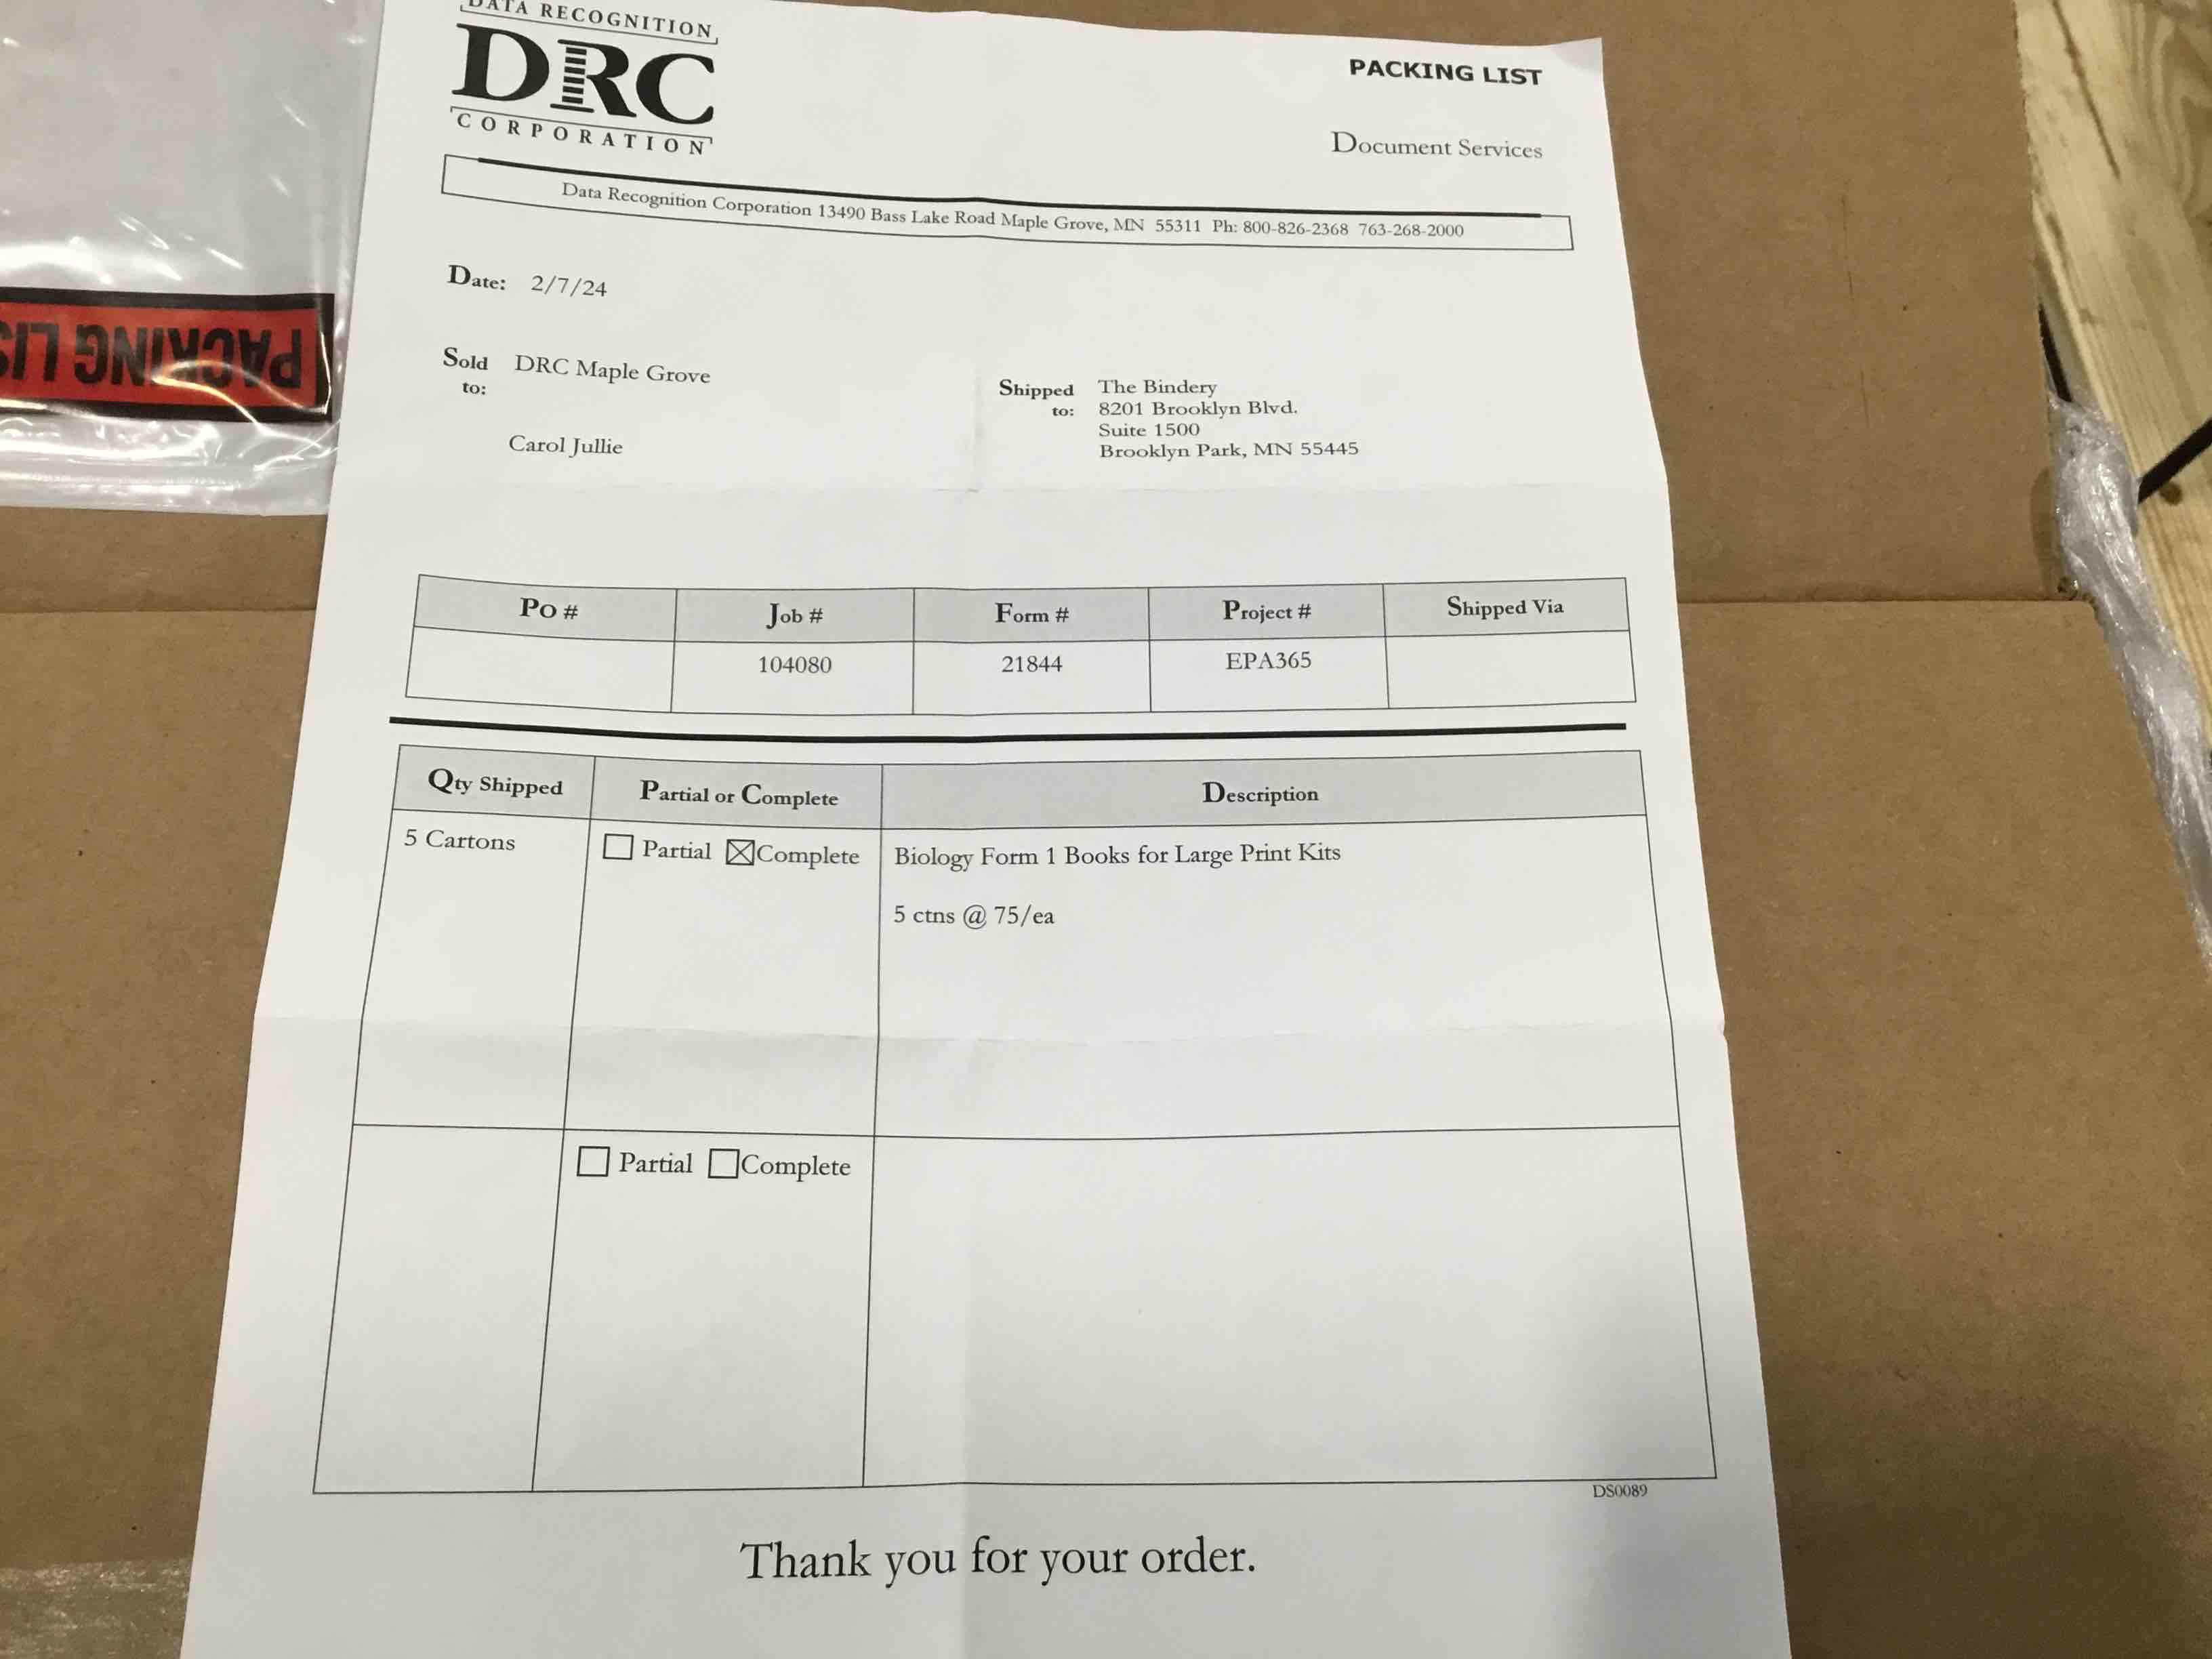 DATA RECOGNITION
DRC
CORPORATION
PACKING LIST
Document Services
Data Recognition Corporation 13490 Bass Lake Road Maple Grove, MN 55311 Ph: 800-826-2368 763-268-2000
Date: 2/7/24
PACKING LIS
Sold to: DRC Maple Grove
Carol Jullie
Shipped to: The Bindery
8201 Brooklyn Blvd.
Suite 1500
Brooklyn Park, MN 55445
Po # Job # Form # Project # Shipped Via
104080 21844 EPA365
Qty Shipped Partial or Complete Description
5 Cartons ☐ Partial ☒ Complete Biology Form 1 Books for Large Print Kits
5 ctns @ 75/ea
☐ Partial ☐ Complete
DS0089
Thank you for your order.